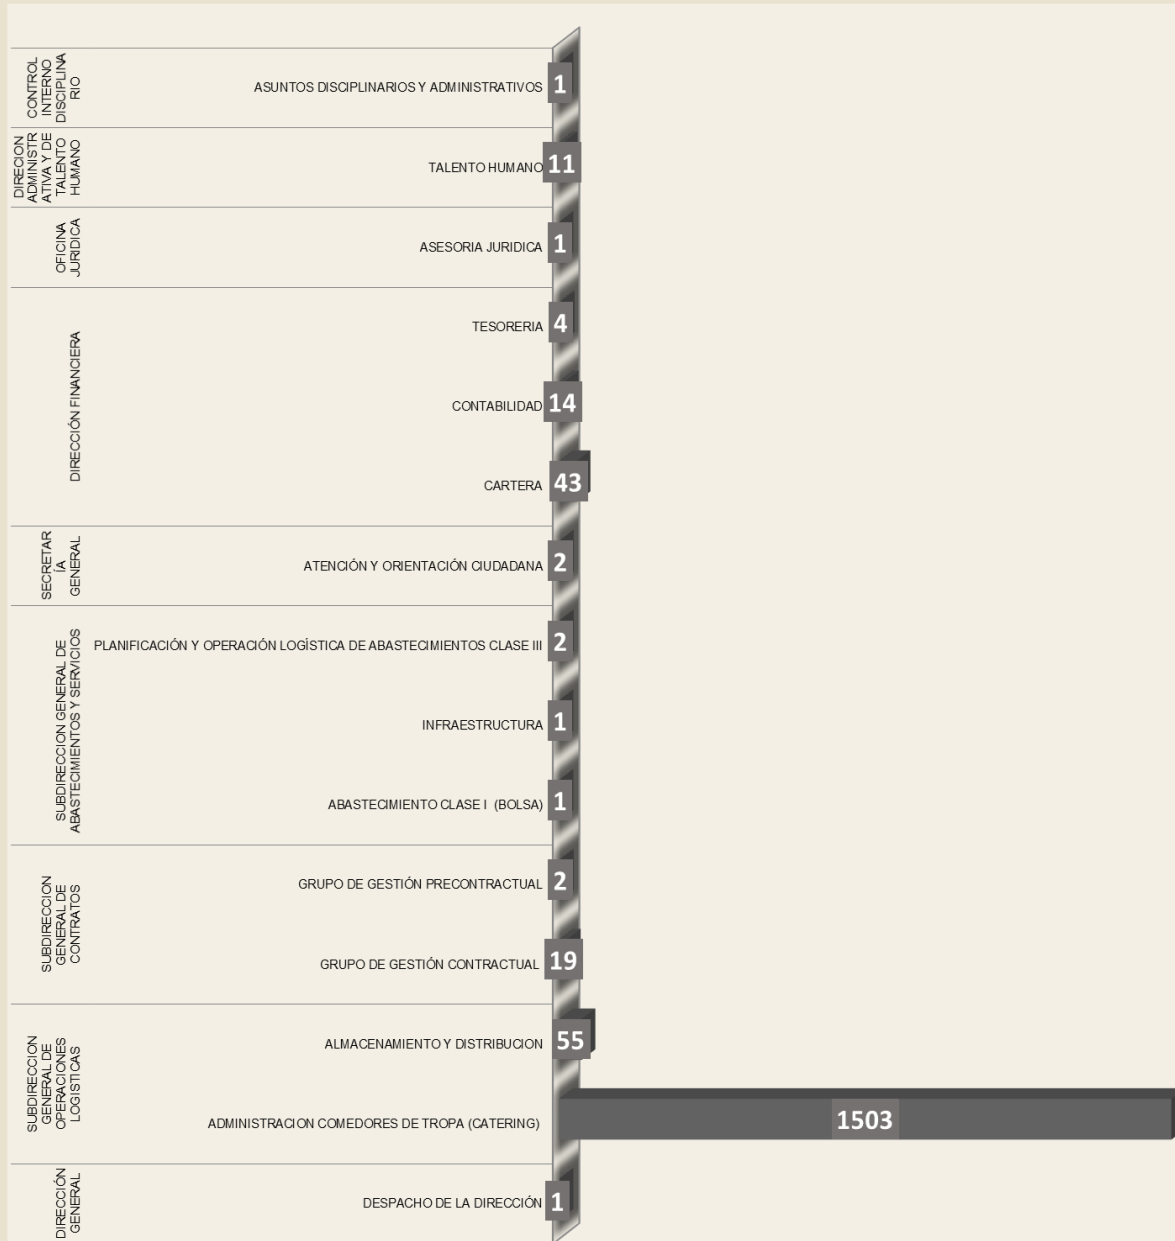 CONTROL
INTERNO
DISCIPLINA
RIO
ASUNTOS DISCIPLINARIOS Y ADMINISTRATIVOS
1
DIRECION
ADMINISTR
ATIVA Y DE
TALENTO
HUMANO
TALENTO HUMANO
11
OFICINA
JURIDICA
ASESORIA JURIDICA
1
DIRECCIÓN FINANCIERA
TESORERIA
4
CONTABILIDAD
14
CARTERA
43
SECRETAR
ÍA
GENERAL
ATENCIÓN Y ORIENTACIÓN CIUDADANA
2
SUBDIRECCION GENERAL DE
ABASTECIMIENTOS Y SERVICIOS
PLANIFICACIÓN Y OPERACIÓN LOGÍSTICA DE ABASTECIMIENTOS CLASE III
2
INFRAESTRUCTURA
1
ABASTECIMIENTO CLASE I (BOLSA)
1
SUBDIRECCION
GENERAL DE
CONTRATOS
GRUPO DE GESTIÓN PRECONTRACTUAL
2
GRUPO DE GESTIÓN CONTRACTUAL
19
SUBDIRECCION
GENERAL DE
OPERACIONES
LOGISTICAS
ALMACENAMIENTO Y DISTRIBUCION
55
ADMINISTRACION COMEDORES DE TROPA (CATERING)
1503
DIRECCIÓN
GENERAL
DESPACHO DE LA DIRECCIÓN
1